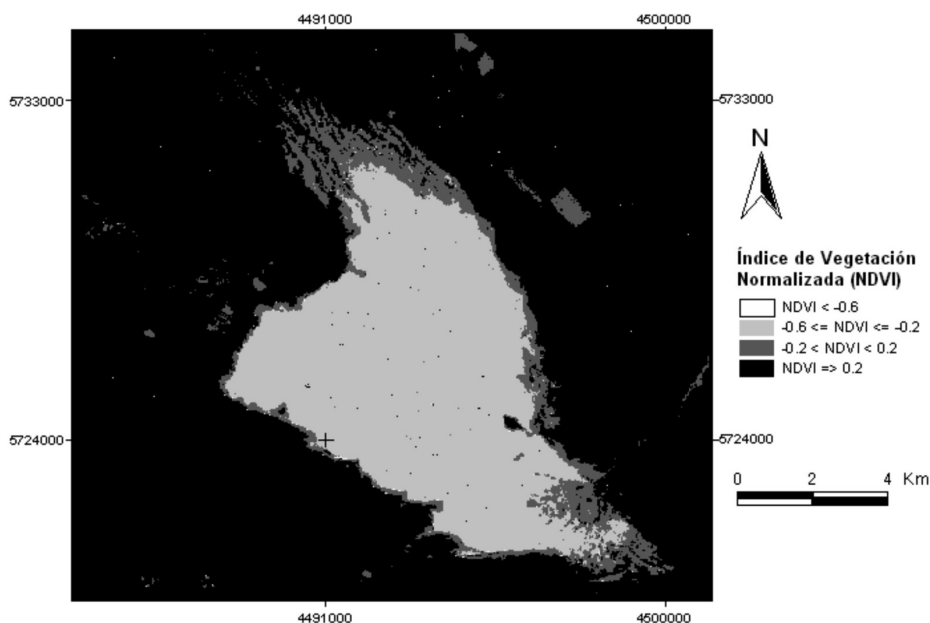 4491000 4500000
5733000 5733000
N
Índice de Vegetación
Normalizada (NDVI)
NDVI < -0.6
-0.6 <= NDVI <= -0.2
-0.2 < NDVI < 0.2
NDVI => 0.2
5724000 5724000
0 2 4 Km
4491000 4500000